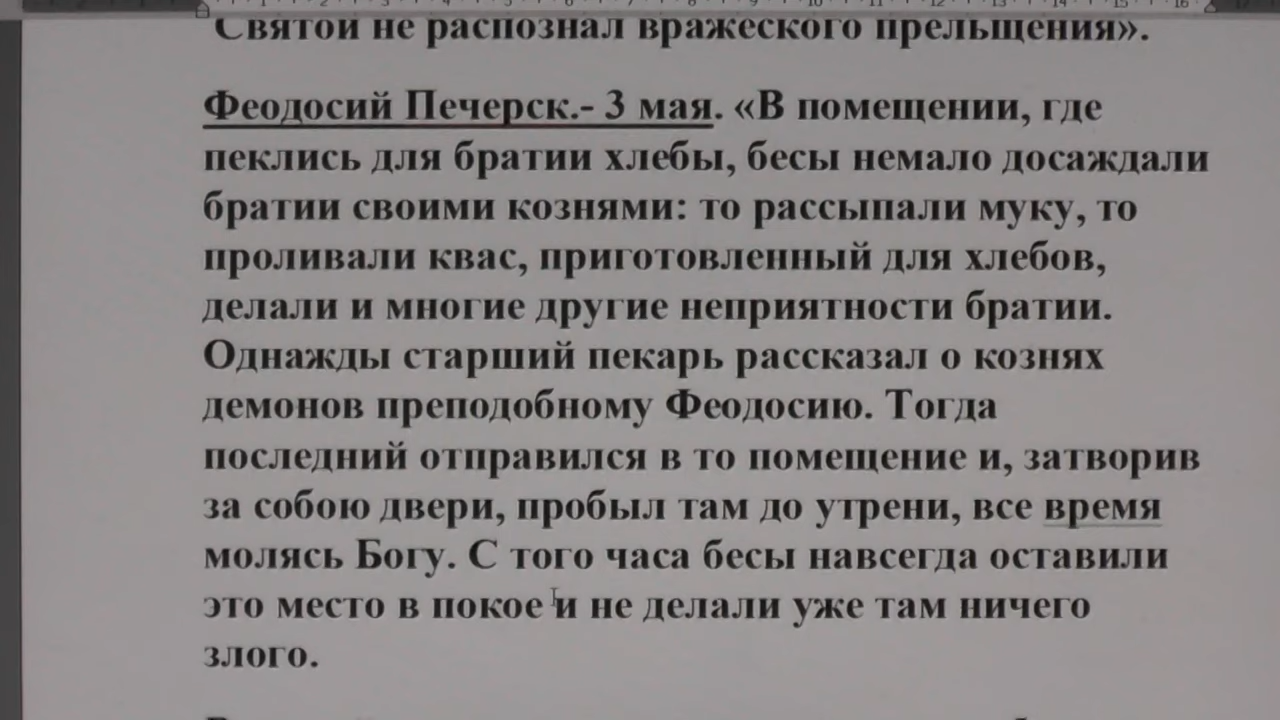 Святой не распознал вражеского прельщения».
Феодосий Печерск.- 3 мая. «В помещении, где
пеклись для братии хлебы, бесы немало досаждали
братии своими кознями: то рассыпали муку, то
проливали квас, приготовленный для хлебов,
делали и многие другие неприятности братии.
Однажды старший пекарь рассказал о кознях
демонов преподобному Феодосию. Тогда
последний отправился в то помещение и, затворив
за собою двери, пробыл там до утрени, все время
молясь Богу. С того часа бесы навсегда оставили
это место в покое и не делали уже там ничего
злого.